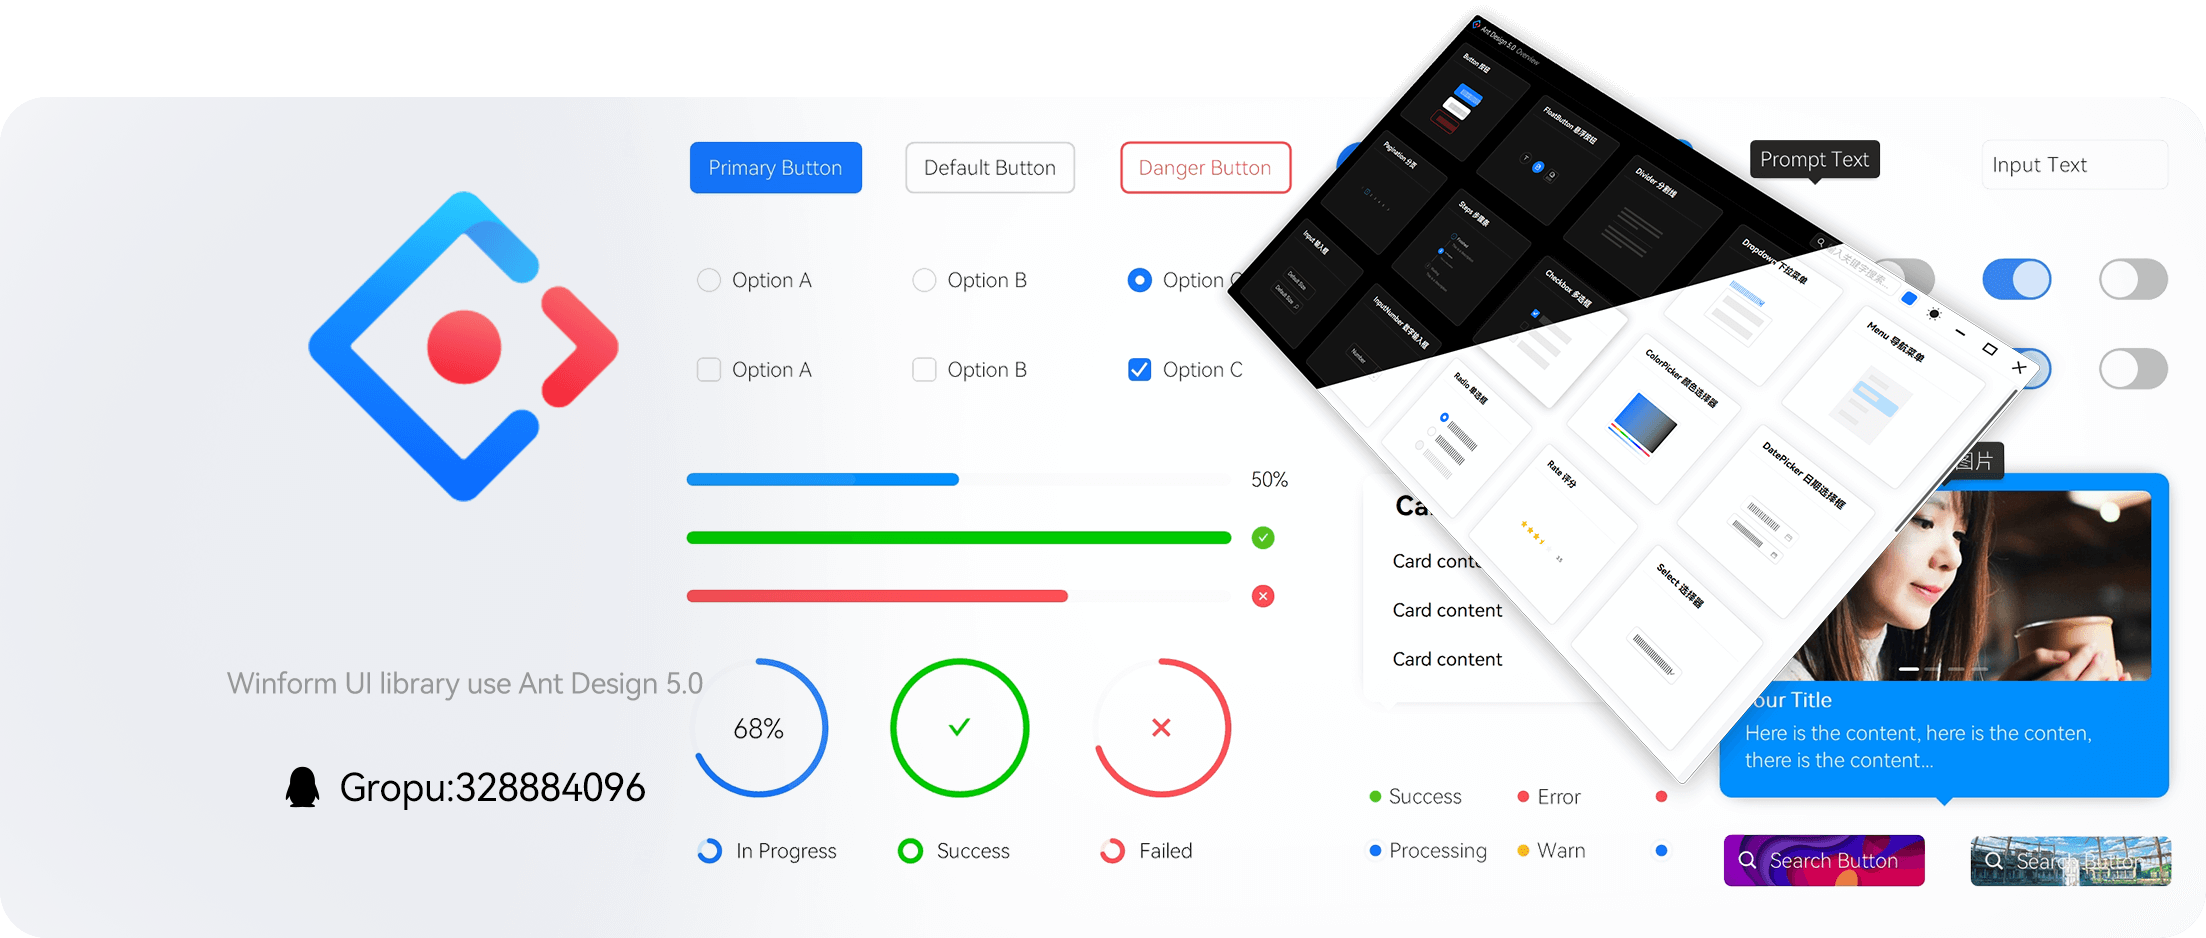 Winform UI library use Ant Design 5.0
Gropu:328884096
Primary Button
Default Button
Danger Button
Prompt Text
Input Text
Option A
Option B
Option
Option A
Option B
Option C
50%
68%
In Progress
Success
Failed
Card content
Card content
Success
Error
Processing
Warn
图片
our Title
Here is the content, here is the conten,
there is the content...
Search Button
Search Button
Ant Design 5.0 Overview
Button 按钮
FloatButton 悬浮按钮
Divider 分割线
Dropdown 下拉菜单
Menu 导航菜单
Pagination 分页
Steps 步骤条
Checkbox 多选框
ColorPicker 颜色选择器
DatePicker 日期选择框
Input 输入框
Default Size
Default Size
InputNumber 数字输入框
Number
Radio 单选框
Rate 评分
Select 选择器